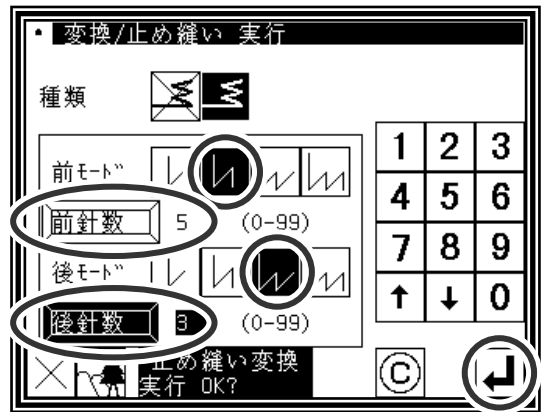 • 変換/止め縫い 実行
種類
前モード
前針数 5 (0-99)
後モード
後針数 3 (0-99)
止め縫い変換
実行 OK?
1 2 3
4 5 6
7 8 9
↑ ↓ 0
©